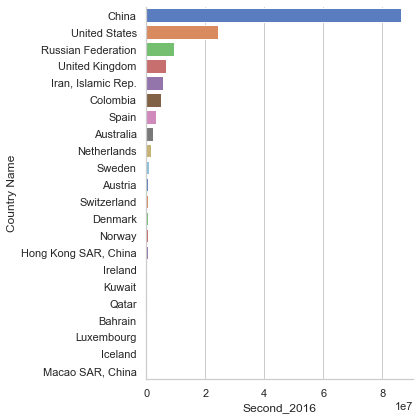 China
United States
Russian Federation
United Kingdom
Iran, Islamic Rep.
Colombia
Spain
Australia
Netherlands
Sweden
Austria
Switzerland
Denmark
Norway
Hong Kong SAR, China
Ireland
Kuwait
Qatar
Bahrain
Luxembourg
Iceland
Macao SAR, China
Country Name
0 2 4 6 8
Second_2016
1e7